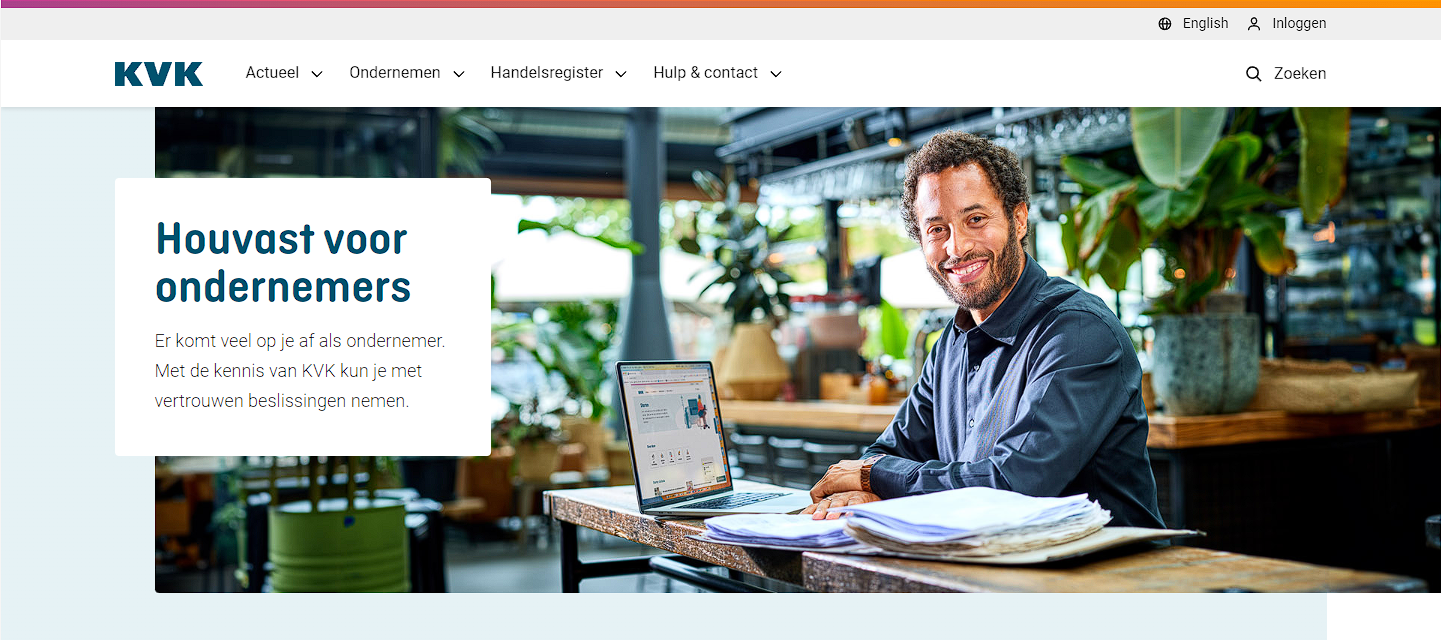 English Inloggen
KVK Actueel Ondernemen Handelsregister Hulp & contact Zoeken
Houvast voor
ondernemers
Er komt veel op je af als ondernemer.
Met de kennis van KVK kun je met
vertrouwen beslissingen nemen.